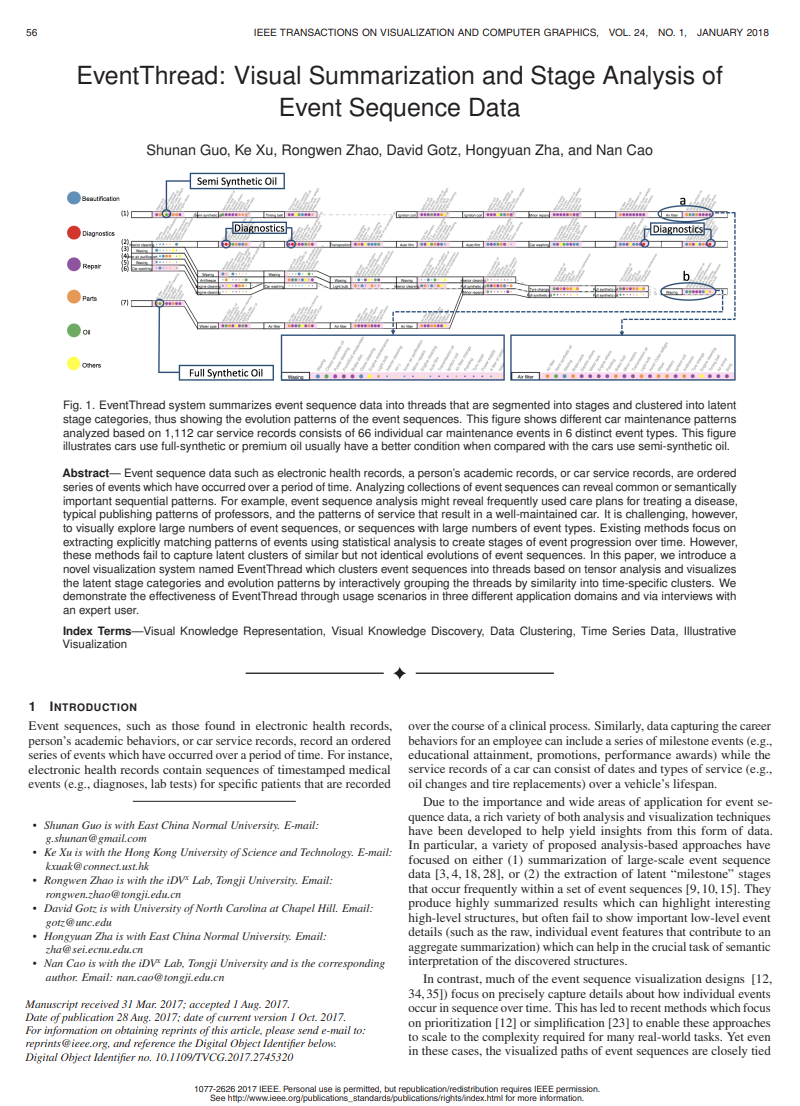 56
IEEE TRANSACTIONS ON VISUALIZATION AND COMPUTER GRAPHICS, VOL. 24, NO. 1, JANUARY 2018
EventThread: Visual Summarization and Stage Analysis of
Event Sequence Data
Shunan Guo, Ke Xu, Rongwen Zhao, David Gotz, Hongyuan Zha, and Nan Cao
Semi Synthetic Oil
Beautification
Diagnostics
Repair
Parts
Oil
Others
(1)
(2)
(3)
(4)
(5)
(6)
(7)
Diagnostics
Diagnostics
a
b
Full Synthetic Oil
Waxing
Air filter
Fig. 1. EventThread system summarizes event sequence data into threads that are segmented into stages and clustered into latent
stage categories, thus showing the evolution patterns of the event sequences. This figure shows different car maintenance patterns
analyzed based on 1,112 car service records consists of 66 individual car maintenance events in 6 distinct event types. This figure
illustrates cars use full-synthetic or premium oil usually have a better condition when compared with the cars use semi-synthetic oil.
Abstract— Event sequence data such as electronic health records, a person's academic records, or car service records, are ordered
series of events which have occurred over a period of time. Analyzing collections of event sequences can reveal common or semantically
important sequential patterns. For example, event sequence analysis might reveal frequently used care plans for treating a disease,
typical publishing patterns of professors, and the patterns of service that result in a well-maintained car. It is challenging, however,
to visually explore large numbers of event sequences, or sequences with large numbers of event types. Existing methods focus on
extracting explicitly matching patterns of events using statistical analysis to create stages of event progression over time. However,
these methods fail to capture latent clusters of similar but not identical evolutions of event sequences. In this paper, we introduce a
novel visualization system named EventThread which clusters event sequences into threads based on tensor analysis and visualizes
the latent stage categories and evolution patterns by interactively grouping the threads by similarity into time-specific clusters. We
demonstrate the effectiveness of EventThread through usage scenarios in three different application domains and via interviews with
an expert user.
Index Terms—Visual Knowledge Representation, Visual Knowledge Discovery, Data Clustering, Time Series Data, Illustrative
Visualization
1 INTRODUCTION
Event sequences, such as those found in electronic health records,
person's academic behaviors, or car service records, record an ordered
series of events which have occurred over a period of time. For instance,
electronic health records contain sequences of timestamped medical
events (e.g., diagnoses, lab tests) for specific patients that are recorded
• Shunan Guo is with East China Normal University. E-mail:
g.shunan@gmail.com
• Ke Xu is with the Hong Kong University of Science and Technology. E-mail:
kxuak@connect.ust.hk
• Rongwen Zhao is with the iDVx Lab, Tongji University. Email:
rongwen.zhao@tongji.edu.cn
• David Gotz is with University of North Carolina at Chapel Hill. Email:
gotz@unc.edu
• Hongyuan Zha is with East China Normal University. Email:
zha@sei.ecnu.edu.cn
• Nan Cao is with the iDVx Lab, Tongji University and is the corresponding
author. Email: nan.cao@tongji.edu.cn
Manuscript received 31 Mar. 2017; accepted 1 Aug. 2017.
Date of publication 28 Aug. 2017; date of current version 1 Oct. 2017.
For information on obtaining reprints of this article, please send e-mail to:
reprints@ieee.org, and reference the Digital Object Identifier below.
Digital Object Identifier no. 10.1109/TVCG.2017.2745320
over the course of a clinical process. Similarly, data capturing the career
behaviors for an employee can include a series of milestone events (e.g.,
educational attainment, promotions, performance awards) while the
service records of a car can consist of dates and types of service (e.g.,
oil changes and tire replacements) over a vehicle's lifespan.
Due to the importance and wide areas of application for event se-
quence data, a rich variety of both analysis and visualization techniques
have been developed to help yield insights from this form of data.
In particular, a variety of proposed analysis-based approaches have
focused on either (1) summarization of large-scale event sequence
data [3, 4, 18, 28], or (2) the extraction of latent “milestone” stages
that occur frequently within a set of event sequences [9, 10, 15]. They
produce highly summarized results which can highlight interesting
high-level structures, but often fail to show important low-level event
details (such as the raw, individual event features that contribute to an
aggregate summarization) which can help in the crucial task of semantic
interpretation of the discovered structures.
In contrast, much of the event sequence visualization designs [12,
34, 35]) focus on precisely capture details about how individual events
occur in sequence over time. This has led to recent methods which focus
on prioritization [12] or simplification [23] to enable these approaches
to scale to the complexity required for many real-world tasks. Yet even
in these cases, the visualized paths of event sequences are closely tied
1077-2626 2017 IEEE. Personal use is permitted, but republication/redistribution requires IEEE permission.
See http://www.ieee.org/publications_standards/publications/rights/index.html for more information.